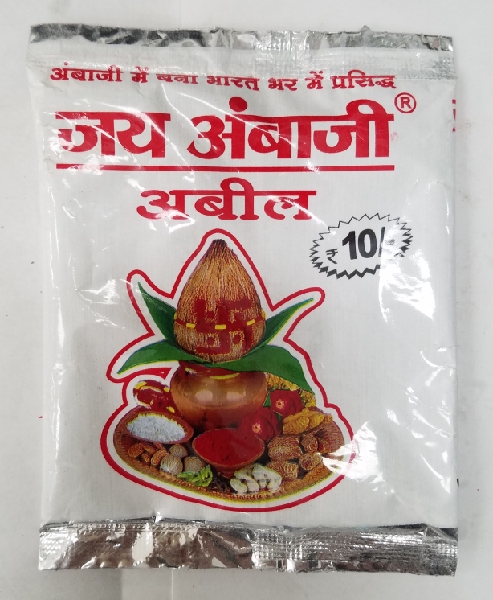 अंबाजी में बना भारत भर में प्रसिद्ध
जय अंबाजी ®
अबील
रु. 10/-